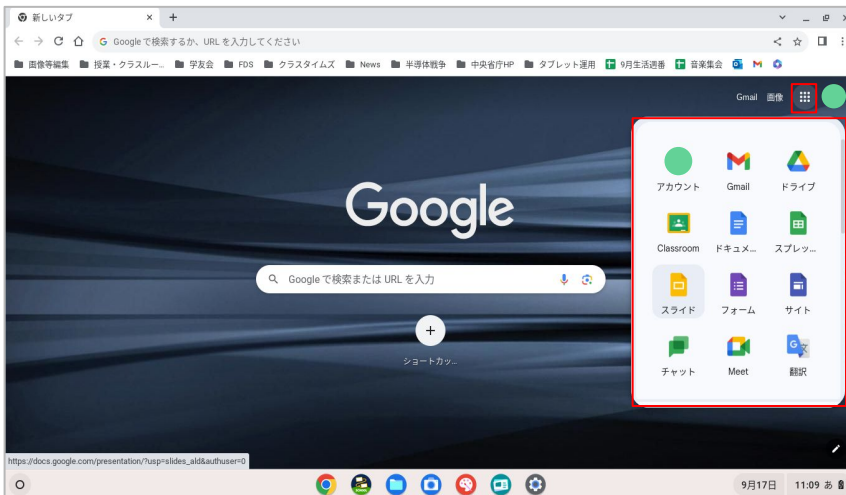 新しいタブ
Google で検索するか、URL を入力してください
画像等編集 授業・クラスルー... 学友会 FDS クラスタイムズ News 半導体戦争 中央省庁HP タブレット運用 9月生活週番 音楽集会
Gmail 画像
アカウント Gmail ドライブ
Google
Classroom ドキュメ... スプレッ...
Google で検索または URL を入力
スライド フォーム サイト
ショートカッ...
チャット Meet 翻訳
https://docs.google.com/presentation/?usp=slides_ald&authuser=0
9月17日 11:09 あ